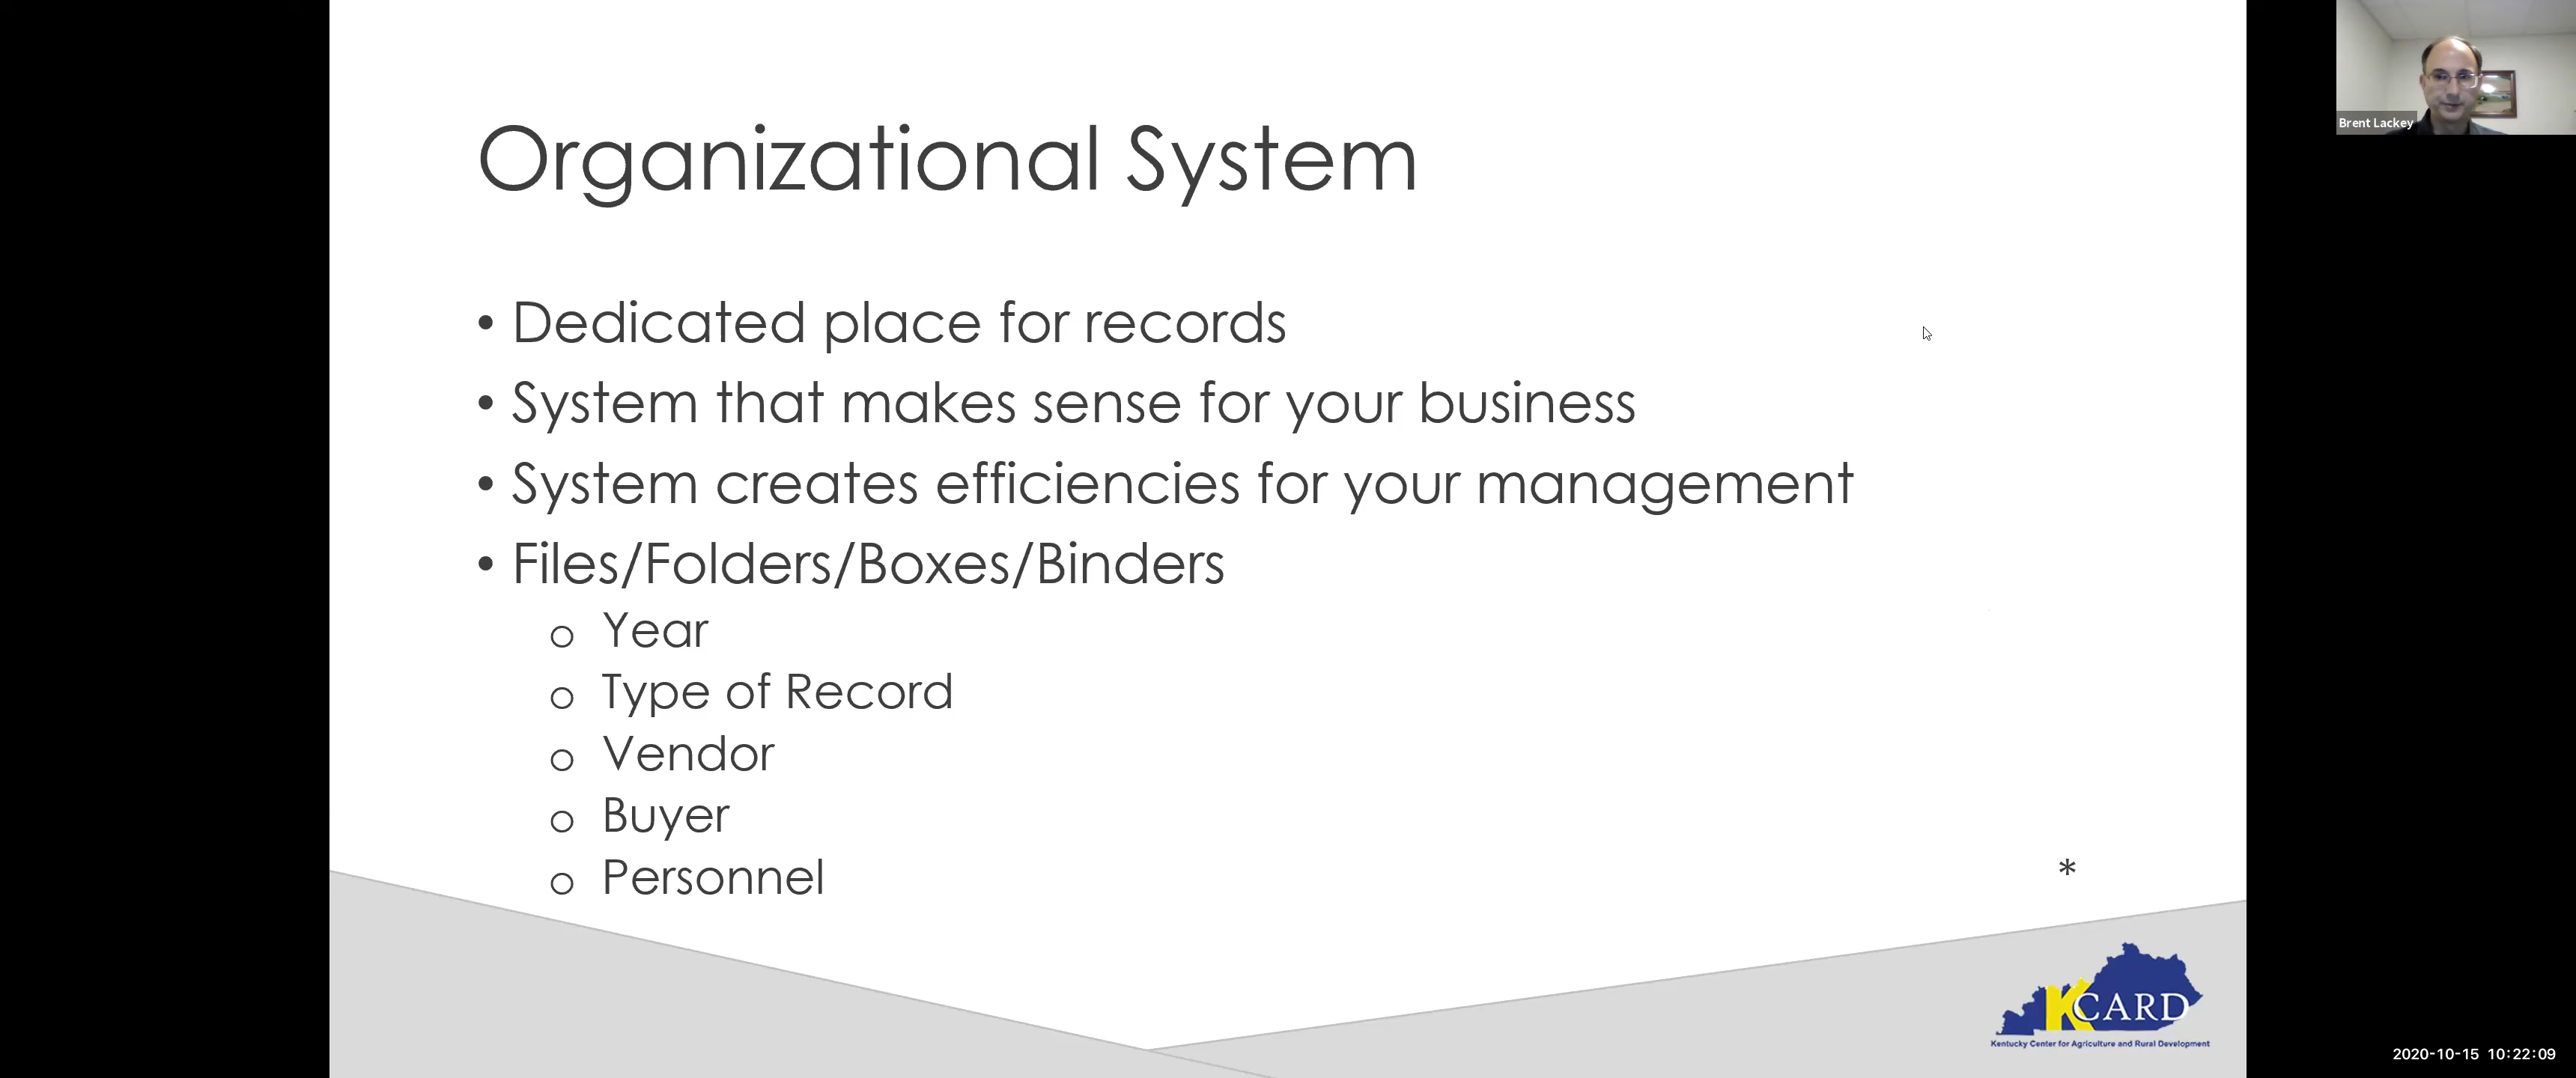 Organizational System
• Dedicated place for records
• System that makes sense for your business
• System creates efficiencies for your management
• Files/Folders/Boxes/Binders
o Year
o Type of Record
o Vendor
o Buyer
o Personnel
*
KCARD
Kentucky Center for Agriculture and Rural Development
Brent Lackey
2020-10-15 10:22:09